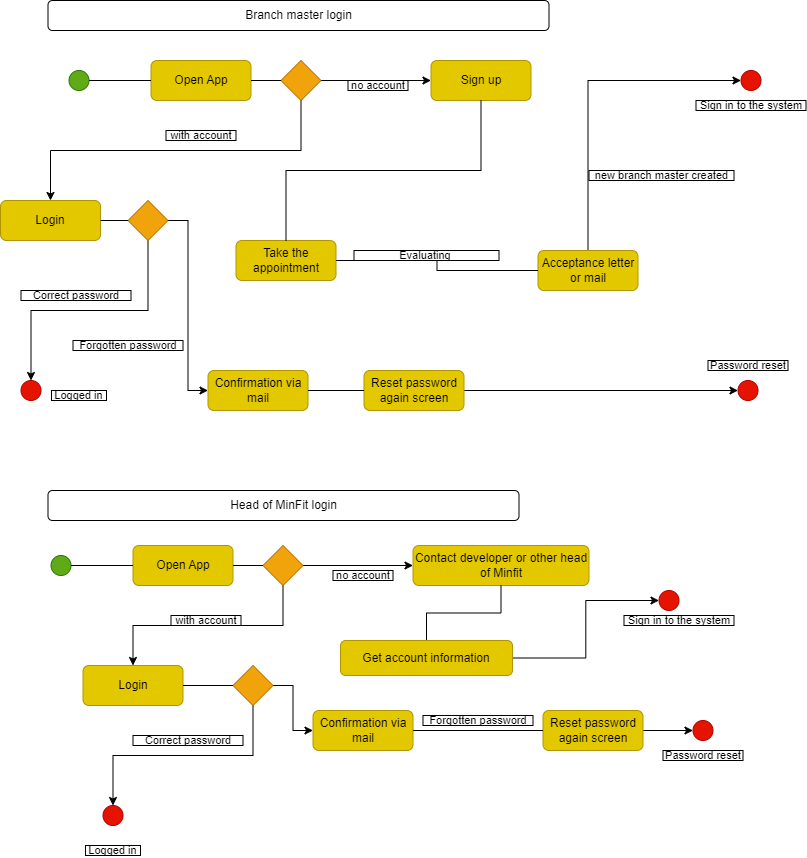 Branch master login
Open App
no account
Sign up
Sign in to the system
with account
new branch master created
Login
Take the
appointment
Evaluating
Acceptance letter
or mail
Correct password
Forgotten password
Logged in
Confirmation via
mail
Reset password
again screen
Password reset
Head of MinFit login
Open App
no account
Contact developer or other head
of Minfit
with account
Sign in to the system
Get account information
Login
Correct password
Confirmation via
mail
Forgotten password
Reset password
again screen
Password reset
Logged in